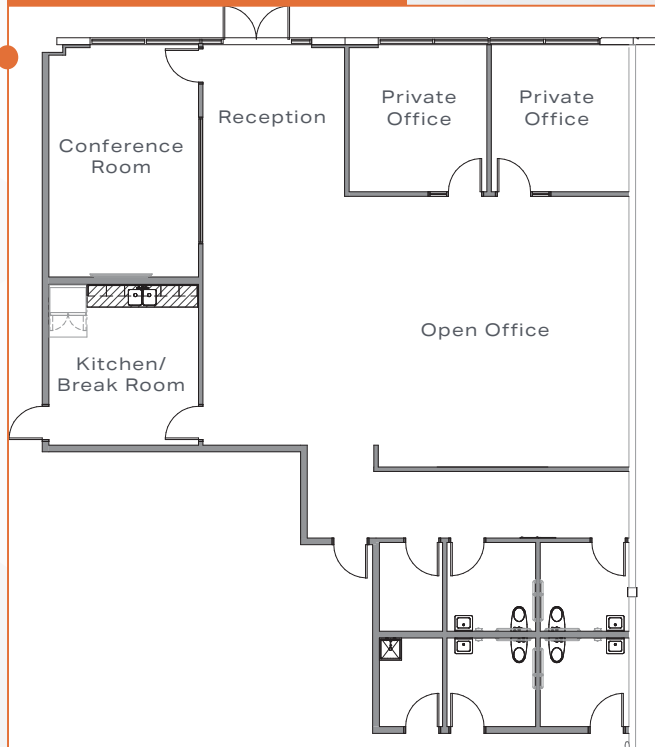 Conference
Room
Reception
Private
Office
Private
Office
Kitchen/
Break Room
Open Office